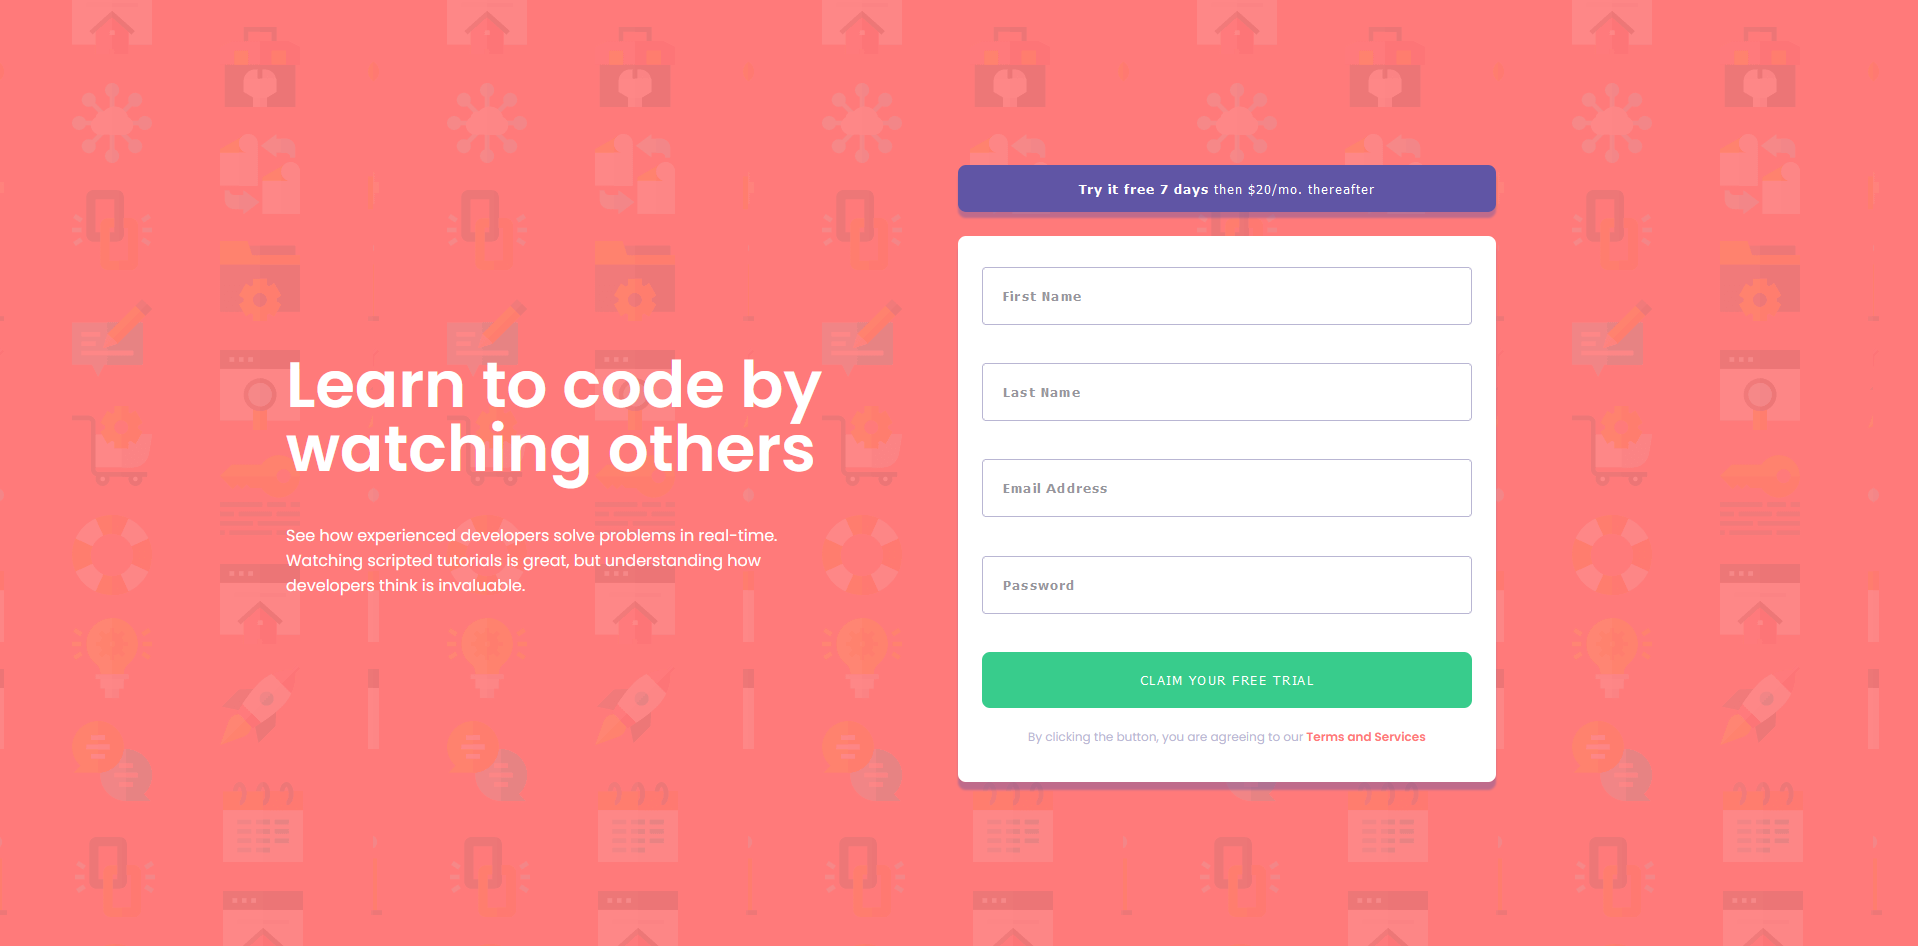 Learn to code by
watching others
See how experienced developers solve problems in real-time.
Watching scripted tutorials is great, but understanding how
developers think is invaluable.
Try it free 7 days then $20/mo. thereafter
First Name
Last Name
Email Address
Password
CLAIM YOUR FREE TRIAL
By clicking the button, you are agreeing to our Terms and Services